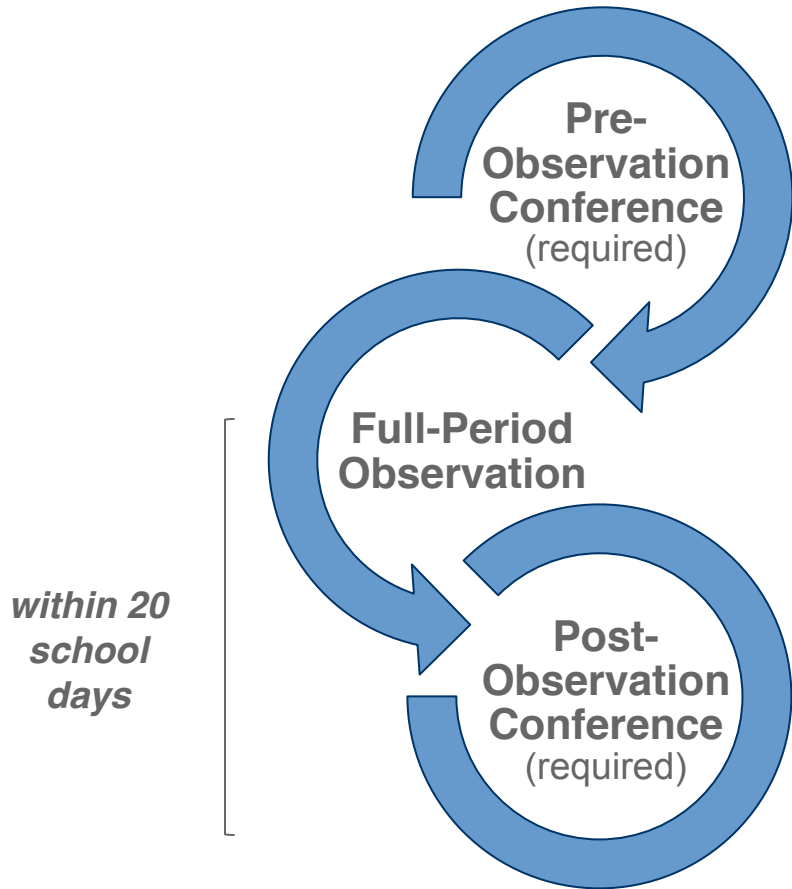 Pre-
Observation
Conference
(required)
Full-Period
Observation
within 20
school
days
Post-
Observation
Conference
(required)